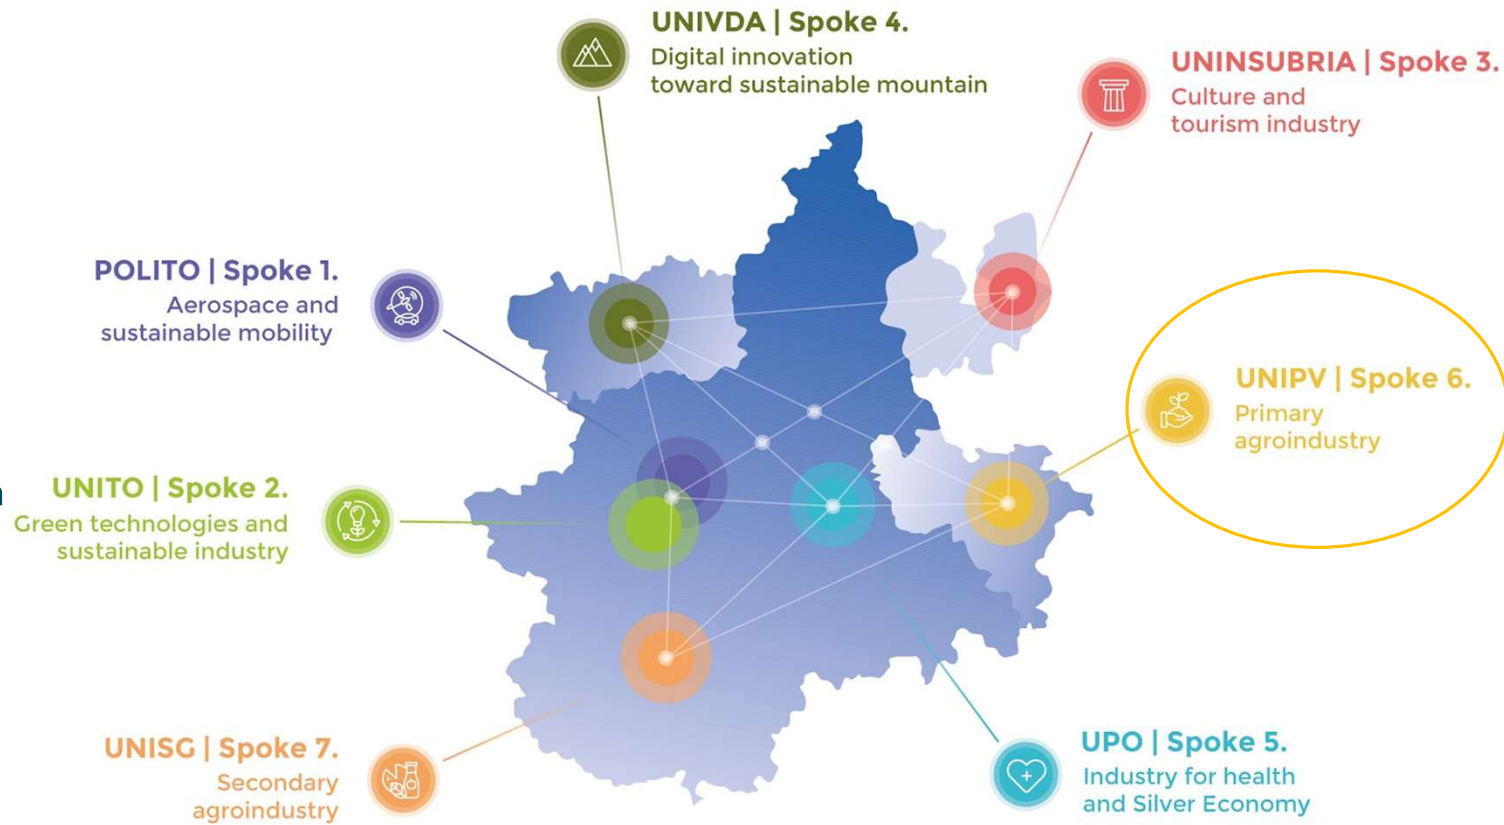 UNIVDA | Spoke 4.
Digital innovation
toward sustainable mountain
UNINSUBRIA | Spoke 3.
Culture and
tourism industry
POLITO | Spoke 1.
Aerospace and
sustainable mobility
UNIPV | Spoke 6.
Primary
agroindustry
UNITO | Spoke 2.
Green technologies and
sustainable industry
UNISG | Spoke 7.
Secondary
agroindustry
UPO | Spoke 5.
Industry for health
and Silver Economy